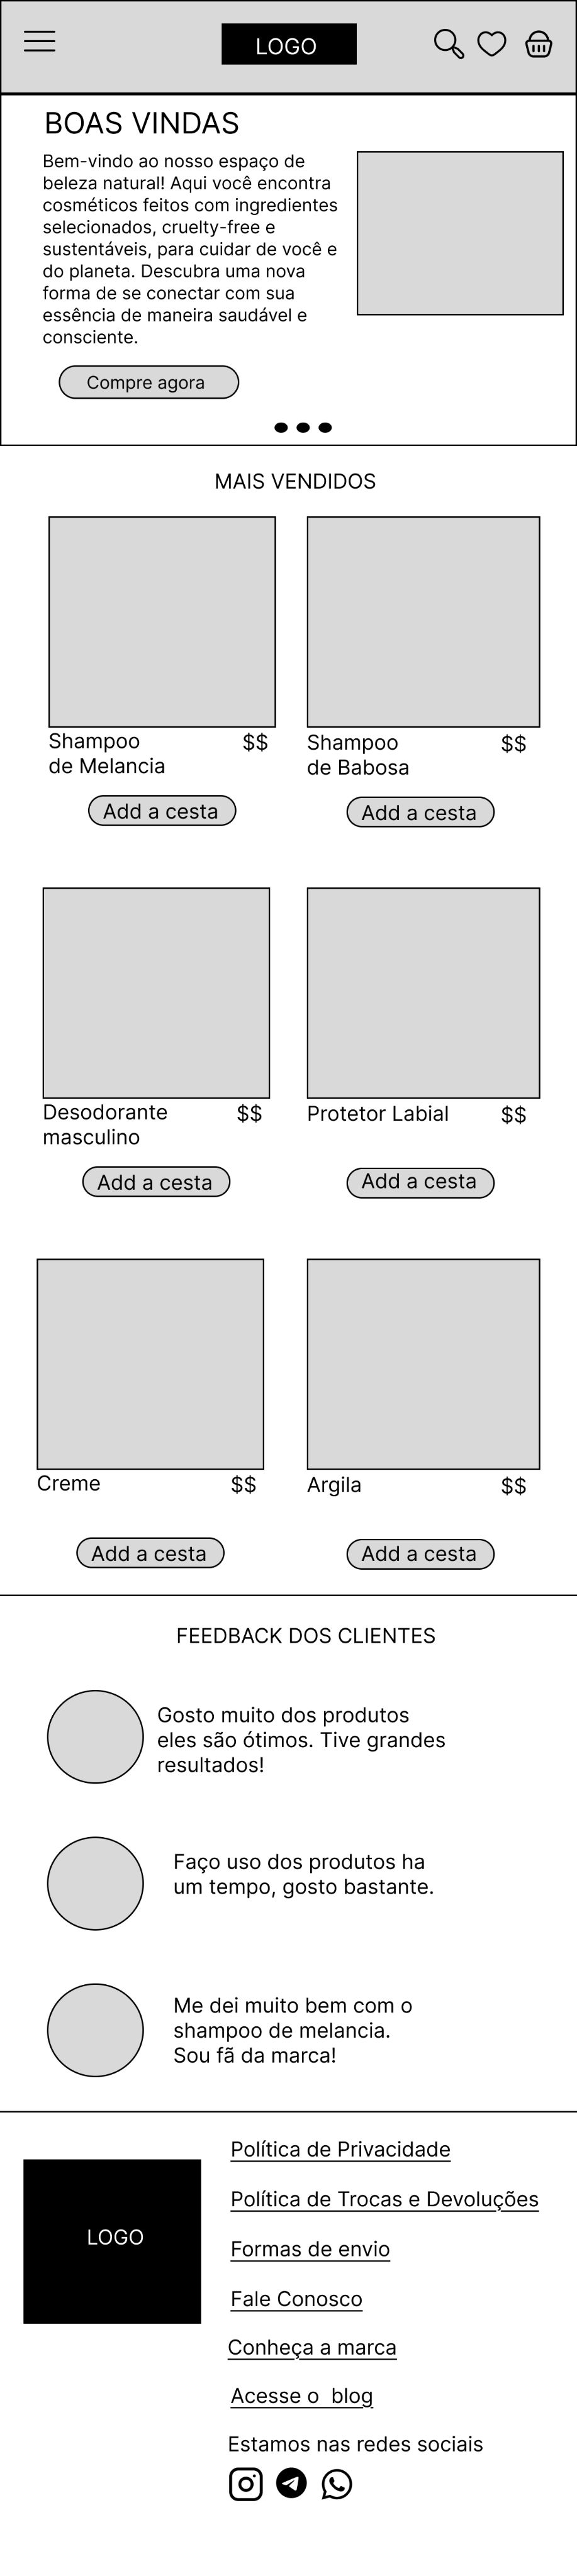 LOGO
BOAS VINDAS
Bem-vindo ao nosso espaço de
beleza natural! Aqui você encontra
cosméticos feitos com ingredientes
selecionados, cruelty-free e
sustentáveis, para cuidar de você e
do planeta. Descubra uma nova
forma de se conectar com sua
essência de maneira saudável e
consciente.
Compre agora
MAIS VENDIDOS
Shampoo $$
de Melancia
Add a cesta
Shampoo $$
de Babosa
Add a cesta
Desodorante $$
masculino
Add a cesta
Protetor Labial $$
Add a cesta
Creme $$
Add a cesta
Argila $$
Add a cesta
FEEDBACK DOS CLIENTES
Gosto muito dos produtos
eles são ótimos. Tive grandes
resultados!
Faço uso dos produtos ha
um tempo, gosto bastante.
Me dei muito bem com o
shampoo de melancia.
Sou fã da marca!
LOGO
Política de Privacidade
Política de Trocas e Devoluções
Formas de envio
Fale Conosco
Conheça a marca
Acesse o  blog
Estamos nas redes sociais